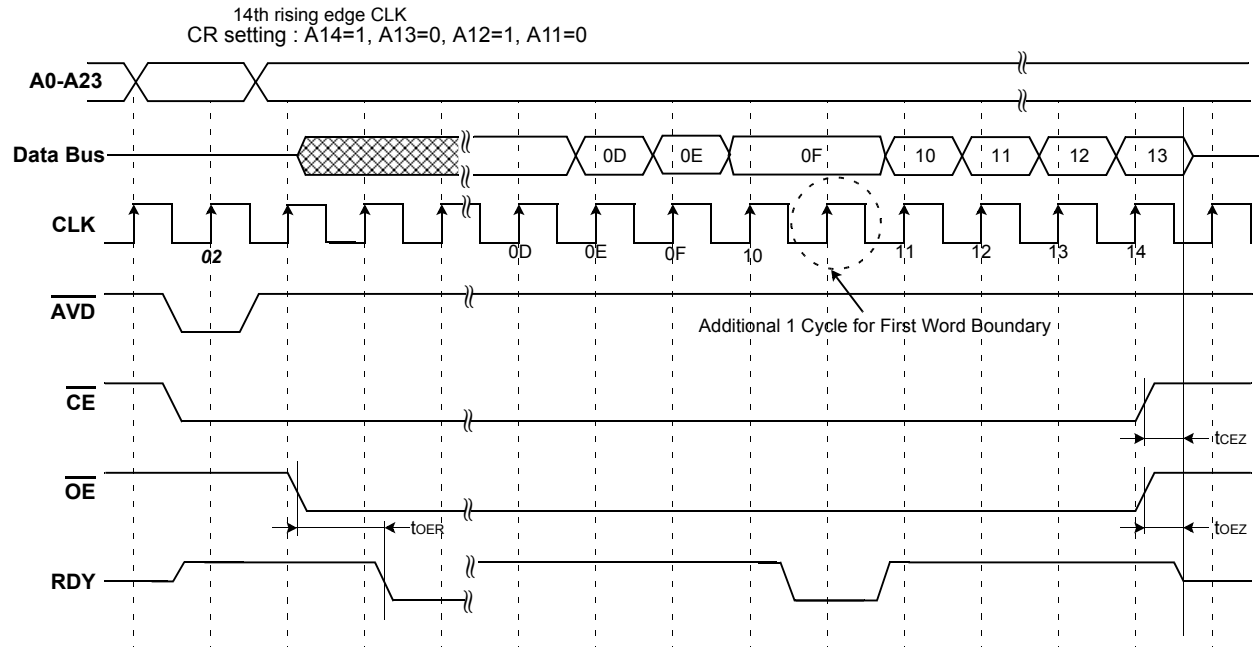 14th rising edge CLK
CR setting : A14=1, A13=0, A12=1, A11=0
A0-A23
Data Bus
0D 0E 0F 10 11 12 13
CLK
02 0D 0E 0F 10 11 12 13 14
AVD
Additional 1 Cycle for First Word Boundary
CE
tCEZ
OE
tOER
tOEZ
RDY